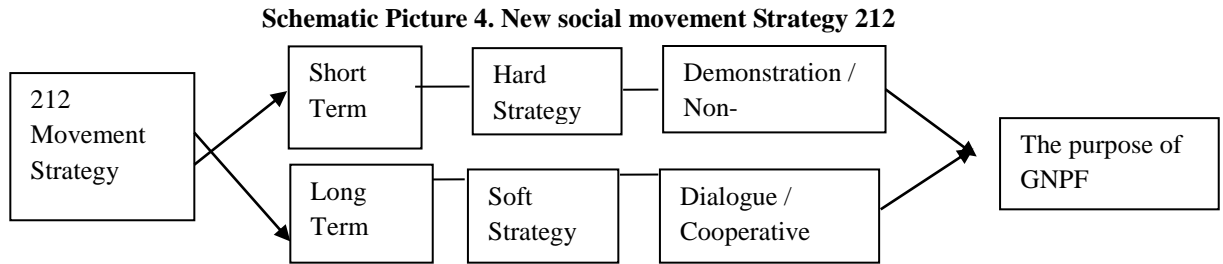 Schematic Picture 4. New social movement Strategy 212
212
Movement
Strategy
Short
Term
Hard
Strategy
Demonstration /
Non-
Long
Term
Soft
Strategy
Dialogue /
Cooperative
The purpose of
GNPF